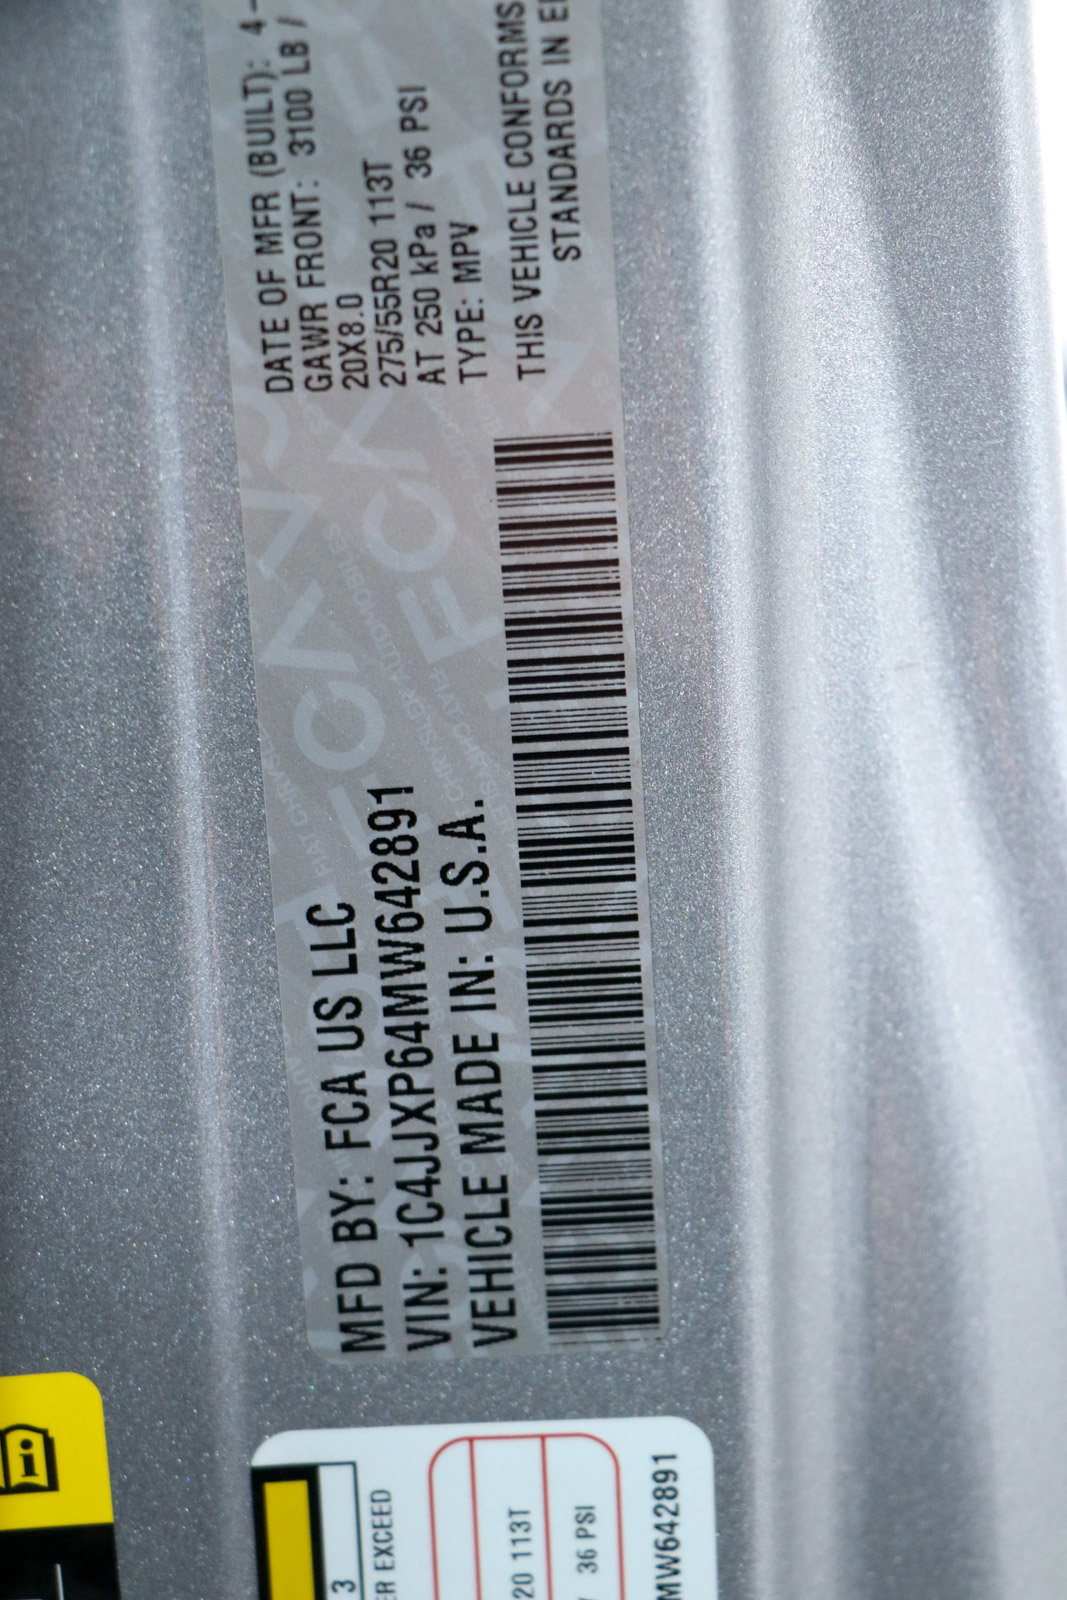 MFD BY: FCA US LLC
VIN: 1C4JJXP64MW642891
VEHICLE MADE IN: U.S.A.
DATE OF MFR (BUILT): 4-
GAWR FRONT: 3100 LB /
20X8.0
275/55R20 113T
AT 250 kPa / 36 PSI
TYPE: MPV
THIS VEHICLE CONFORMS
STANDARDS IN
3
ER EXCEED
20 113T
/ 36 PSI
MW642891